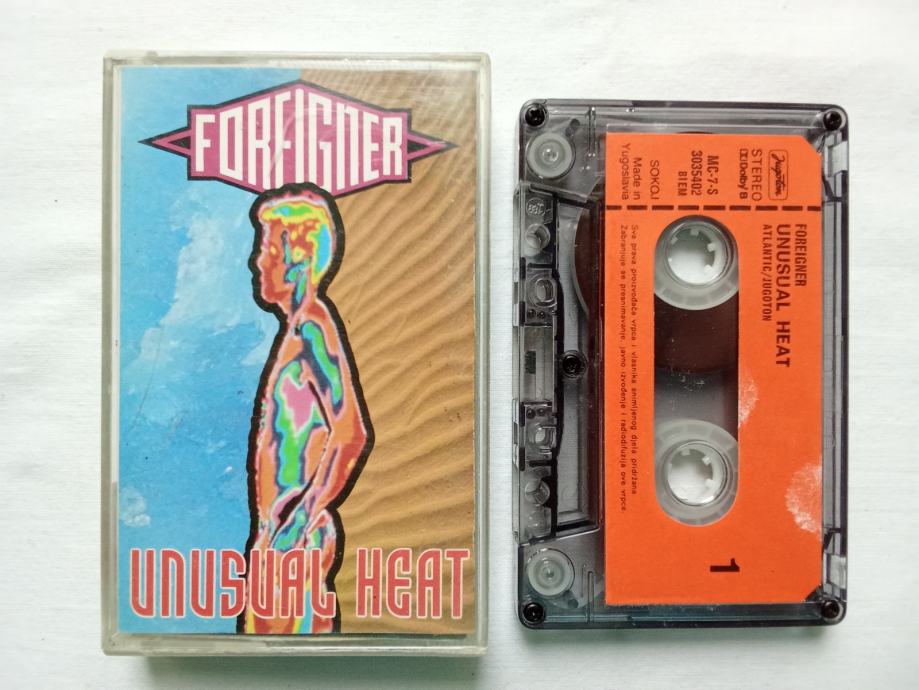 FOREIGNER
UNUSUAL HEAT
Jugoton
STEREO
Dolby B
MC-7-S
3035402
BIEM
SOKOJ
Made in
Yugoslavia
FOREIGNER
UNUSUAL HEAT
ATLANTIC/JUGOTON
Sva prava proizvođača vrpce i vlasnika snimljenog djela pridržana.
Zabranjuje se presnimavanje, javno izvođenje i radiodifuzija ove vrpce.
1